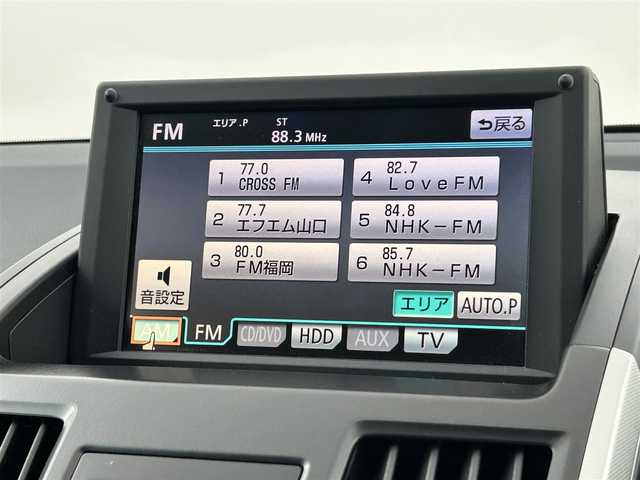 FM エリア.P ST 88.3 MHz
戻る
1 77.0 CROSS FM
4 82.7 LoveFM
2 77.7 エフエム山口
5 84.8 NHK-FM
3 80.0 FM福岡
6 85.7 NHK-FM
音設定
エリア AUTO.P
AM FM CD/DVD HDD AUX TV